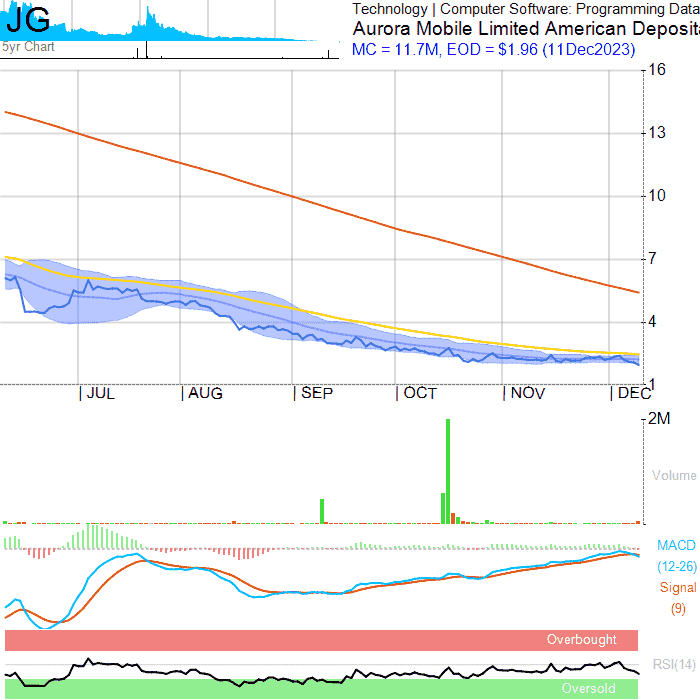 JG
5yr Chart
Technology | Computer Software: Programming Data
Aurora Mobile Limited American Deposit
MC = 11.7M, EOD = $1.96 (11Dec2023)
16
13
10
7
4
1
JUL
AUG
SEP
OCT
NOV
DEC
2M
Volume
MACD
(12-26)
Signal
(9)
Overbought
RSI(14)
Oversold